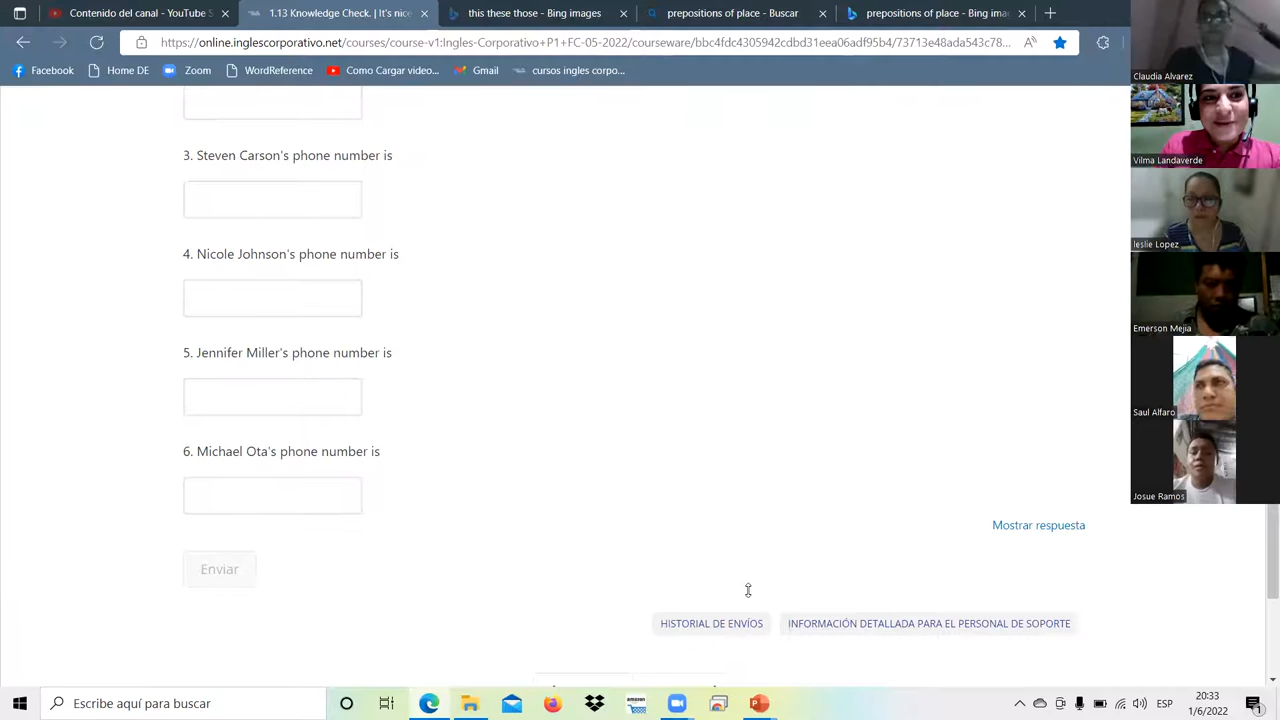 Contenido del canal - YouTube S
1.13 Knowledge Check. | It's nice
this these those - Bing images
prepositions of place - Buscar
prepositions of place - Bing ima
https://online.inglescorporativo.net/courses/course-v1:Ingles-Corporativo+P1+FC-05-2022/courseware/bbc4fdc4305942cdbd31eea06adf95b4/73713e48ada543c78...
Facebook
Home DE
Zoom
WordReference
Como Cargar video...
Gmail
cursos ingles corpo...
3. Steven Carson's phone number is
4. Nicole Johnson's phone number is
5. Jennifer Miller's phone number is
6. Michael Ota's phone number is
Mostrar respuesta
Enviar
HISTORIAL DE ENVÍOS
INFORMACIÓN DETALLADA PARA EL PERSONAL DE SOPORTE
Claudia Alvarez
Vilma Landaverde
leslie Lopez
Emerson Mejia
Saul Alfaro
Josue Ramos
Escribe aquí para buscar
amazon
ESP
20:33
1/6/2022
1